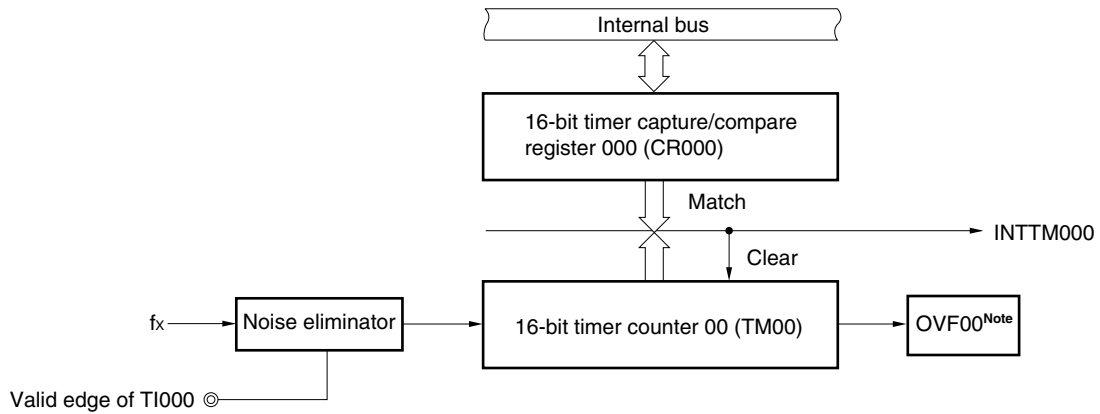 Internal bus
16-bit timer capture/compare
register 000 (CR000)
Match
INTTM000
Clear
fx
Noise eliminator
16-bit timer counter 00 (TM00)
OVF00Note
Valid edge of TI000